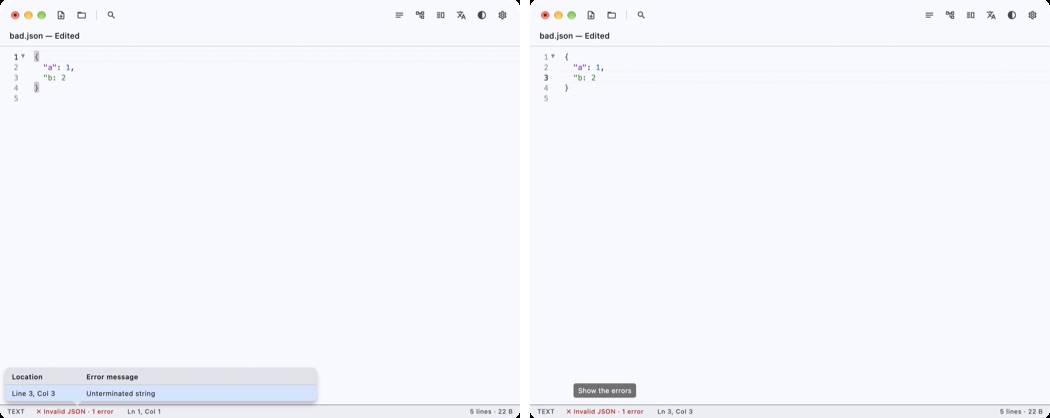 bad.json — Edited
1 {
2 "a": 1,
3 "b: 2
4 }
5
Location Error message
Line 3, Col 3 Unterminated string
TEXT ✕ Invalid JSON · 1 error Ln 1, Col 1 5 lines · 22 B
bad.json — Edited
1 {
2 "a": 1,
3 "b: 2
4 }
5
Show the errors
TEXT ✕ Invalid JSON · 1 error Ln 3, Col 3 5 lines · 22 B